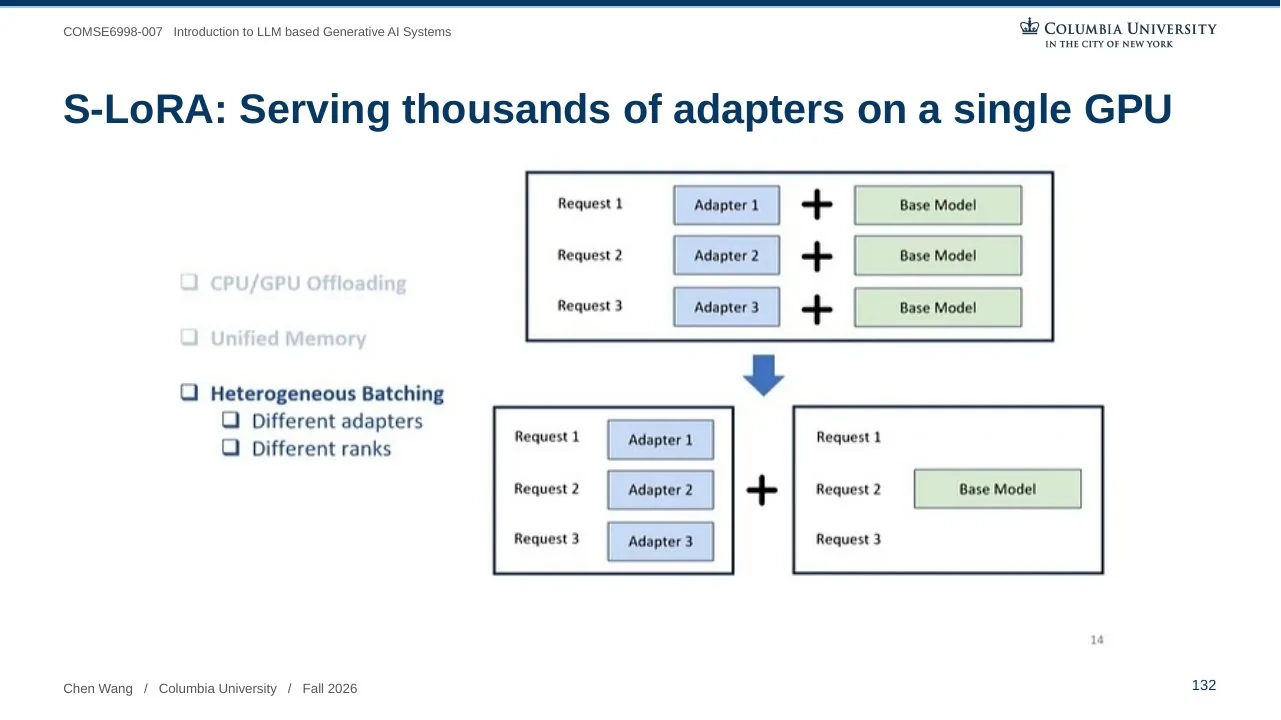 COMSE6998-007 Introduction to LLM based Generative AI Systems
COLUMBIA UNIVERSITY
IN THE CITY OF NEW YORK
S-LoRA: Serving thousands of adapters on a single GPU
CPU/GPU Offloading
Unified Memory
Heterogeneous Batching
Different adapters
Different ranks
Request 1 Adapter 1 + Base Model
Request 2 Adapter 2 + Base Model
Request 3 Adapter 3 + Base Model
Request 1 Adapter 1
Request 2 Adapter 2
Request 3 Adapter 3
+
Request 1
Request 2 Base Model
Request 3
14
Chen Wang / Columbia University / Fall 2026
132